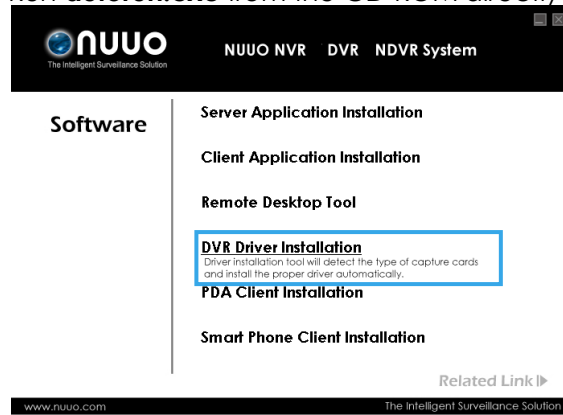 from the CD-ROM directly
nuuo
The Intelligent Surveillance Solution
NUUO NVR DVR NDVR System
Software
Server Application Installation
Client Application Installation
Remote Desktop Tool
DVR Driver Installation
Driver installation tool will detect the type of capture cards
and install the proper driver automatically.
PDA Client Installation
Smart Phone Client Installation
Related Link
www.nuuo.com
The Intelligent Surveillance Solution